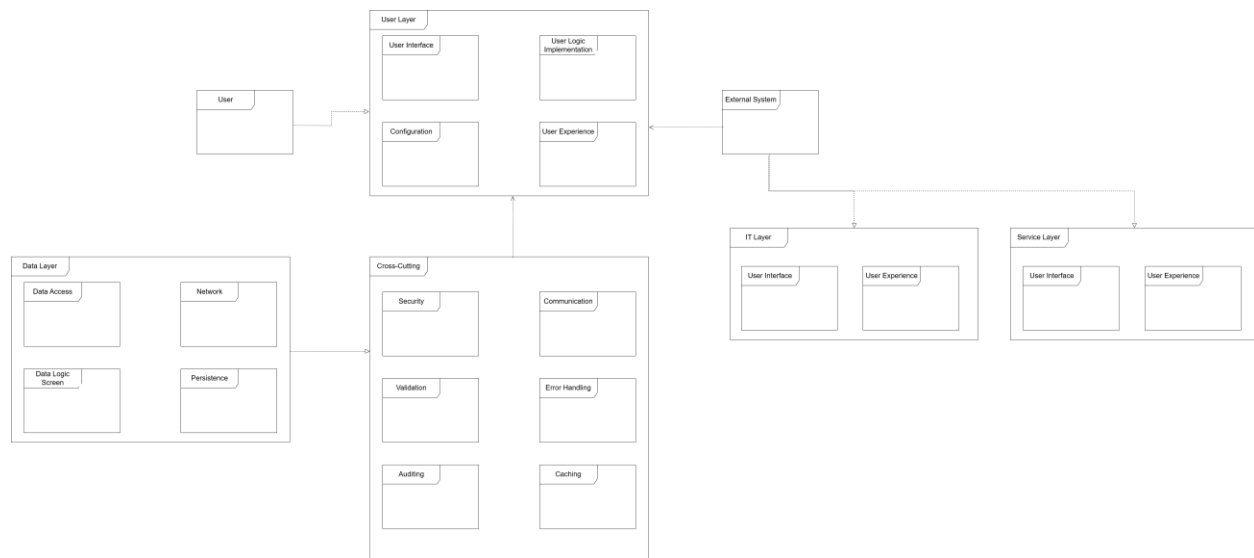 User Layer
User Interface
User Logic
Implementation
User
External System
Configuration
User Experience
IT Layer
Service Layer
User Interface
User Experience
User Interface
User Experience
Data Layer
Data Access
Network
Data Logic
Screen
Persistence
Cross-Cutting
Security
Communication
Validation
Error Handling
Auditing
Caching